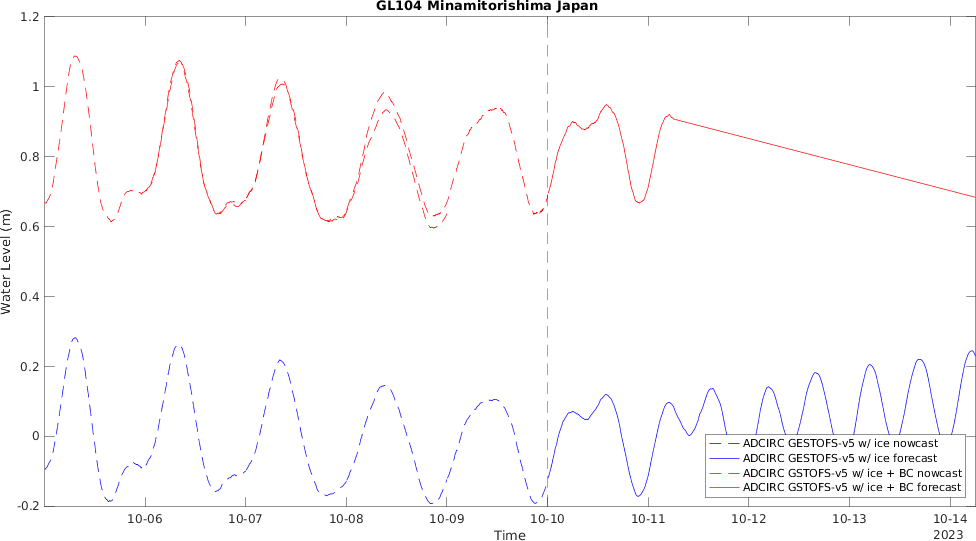 GL104 Minamitorishima Japan
1.2
1
0.8
0.6
0.4
0.2
0
-0.2
Water Level (m)
ADCIRC GESTOFS-v5 w/ ice nowcast
ADCIRC GESTOFS-v5 w/ ice forecast
ADCIRC GSTOFS-v5 w/ ice + BC nowcast
ADCIRC GSTOFS-v5 w/ ice + BC forecast
10-06 10-07 10-08 10-09 10-10 10-11 10-12 10-13 10-14
2023
Time